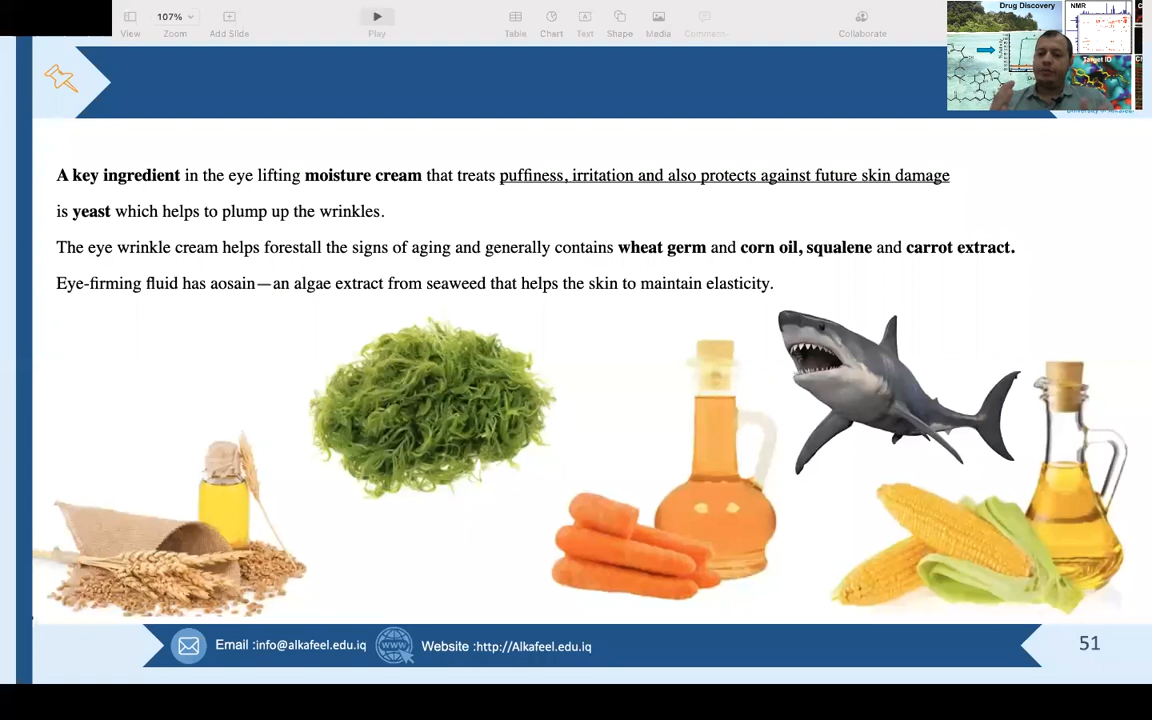 107%
View
Zoom
Add Slide
Play
Table
Chart
Text
Shape
Media
Comment
Collaborate
Drug Discovery
NMR
Target ID
A key ingredient in the eye lifting moisture cream that treats puffiness, irritation and also protects against future skin damage
is yeast which helps to plump up the wrinkles.
The eye wrinkle cream helps forestall the signs of aging and generally contains wheat germ and corn oil, squalene and carrot extract.
Eye-firming fluid has aosain—an algae extract from seaweed that helps the skin to maintain elasticity.
Email :info@alkafeel.edu.iq
www
Website :http://Alkafeel.edu.iq
51